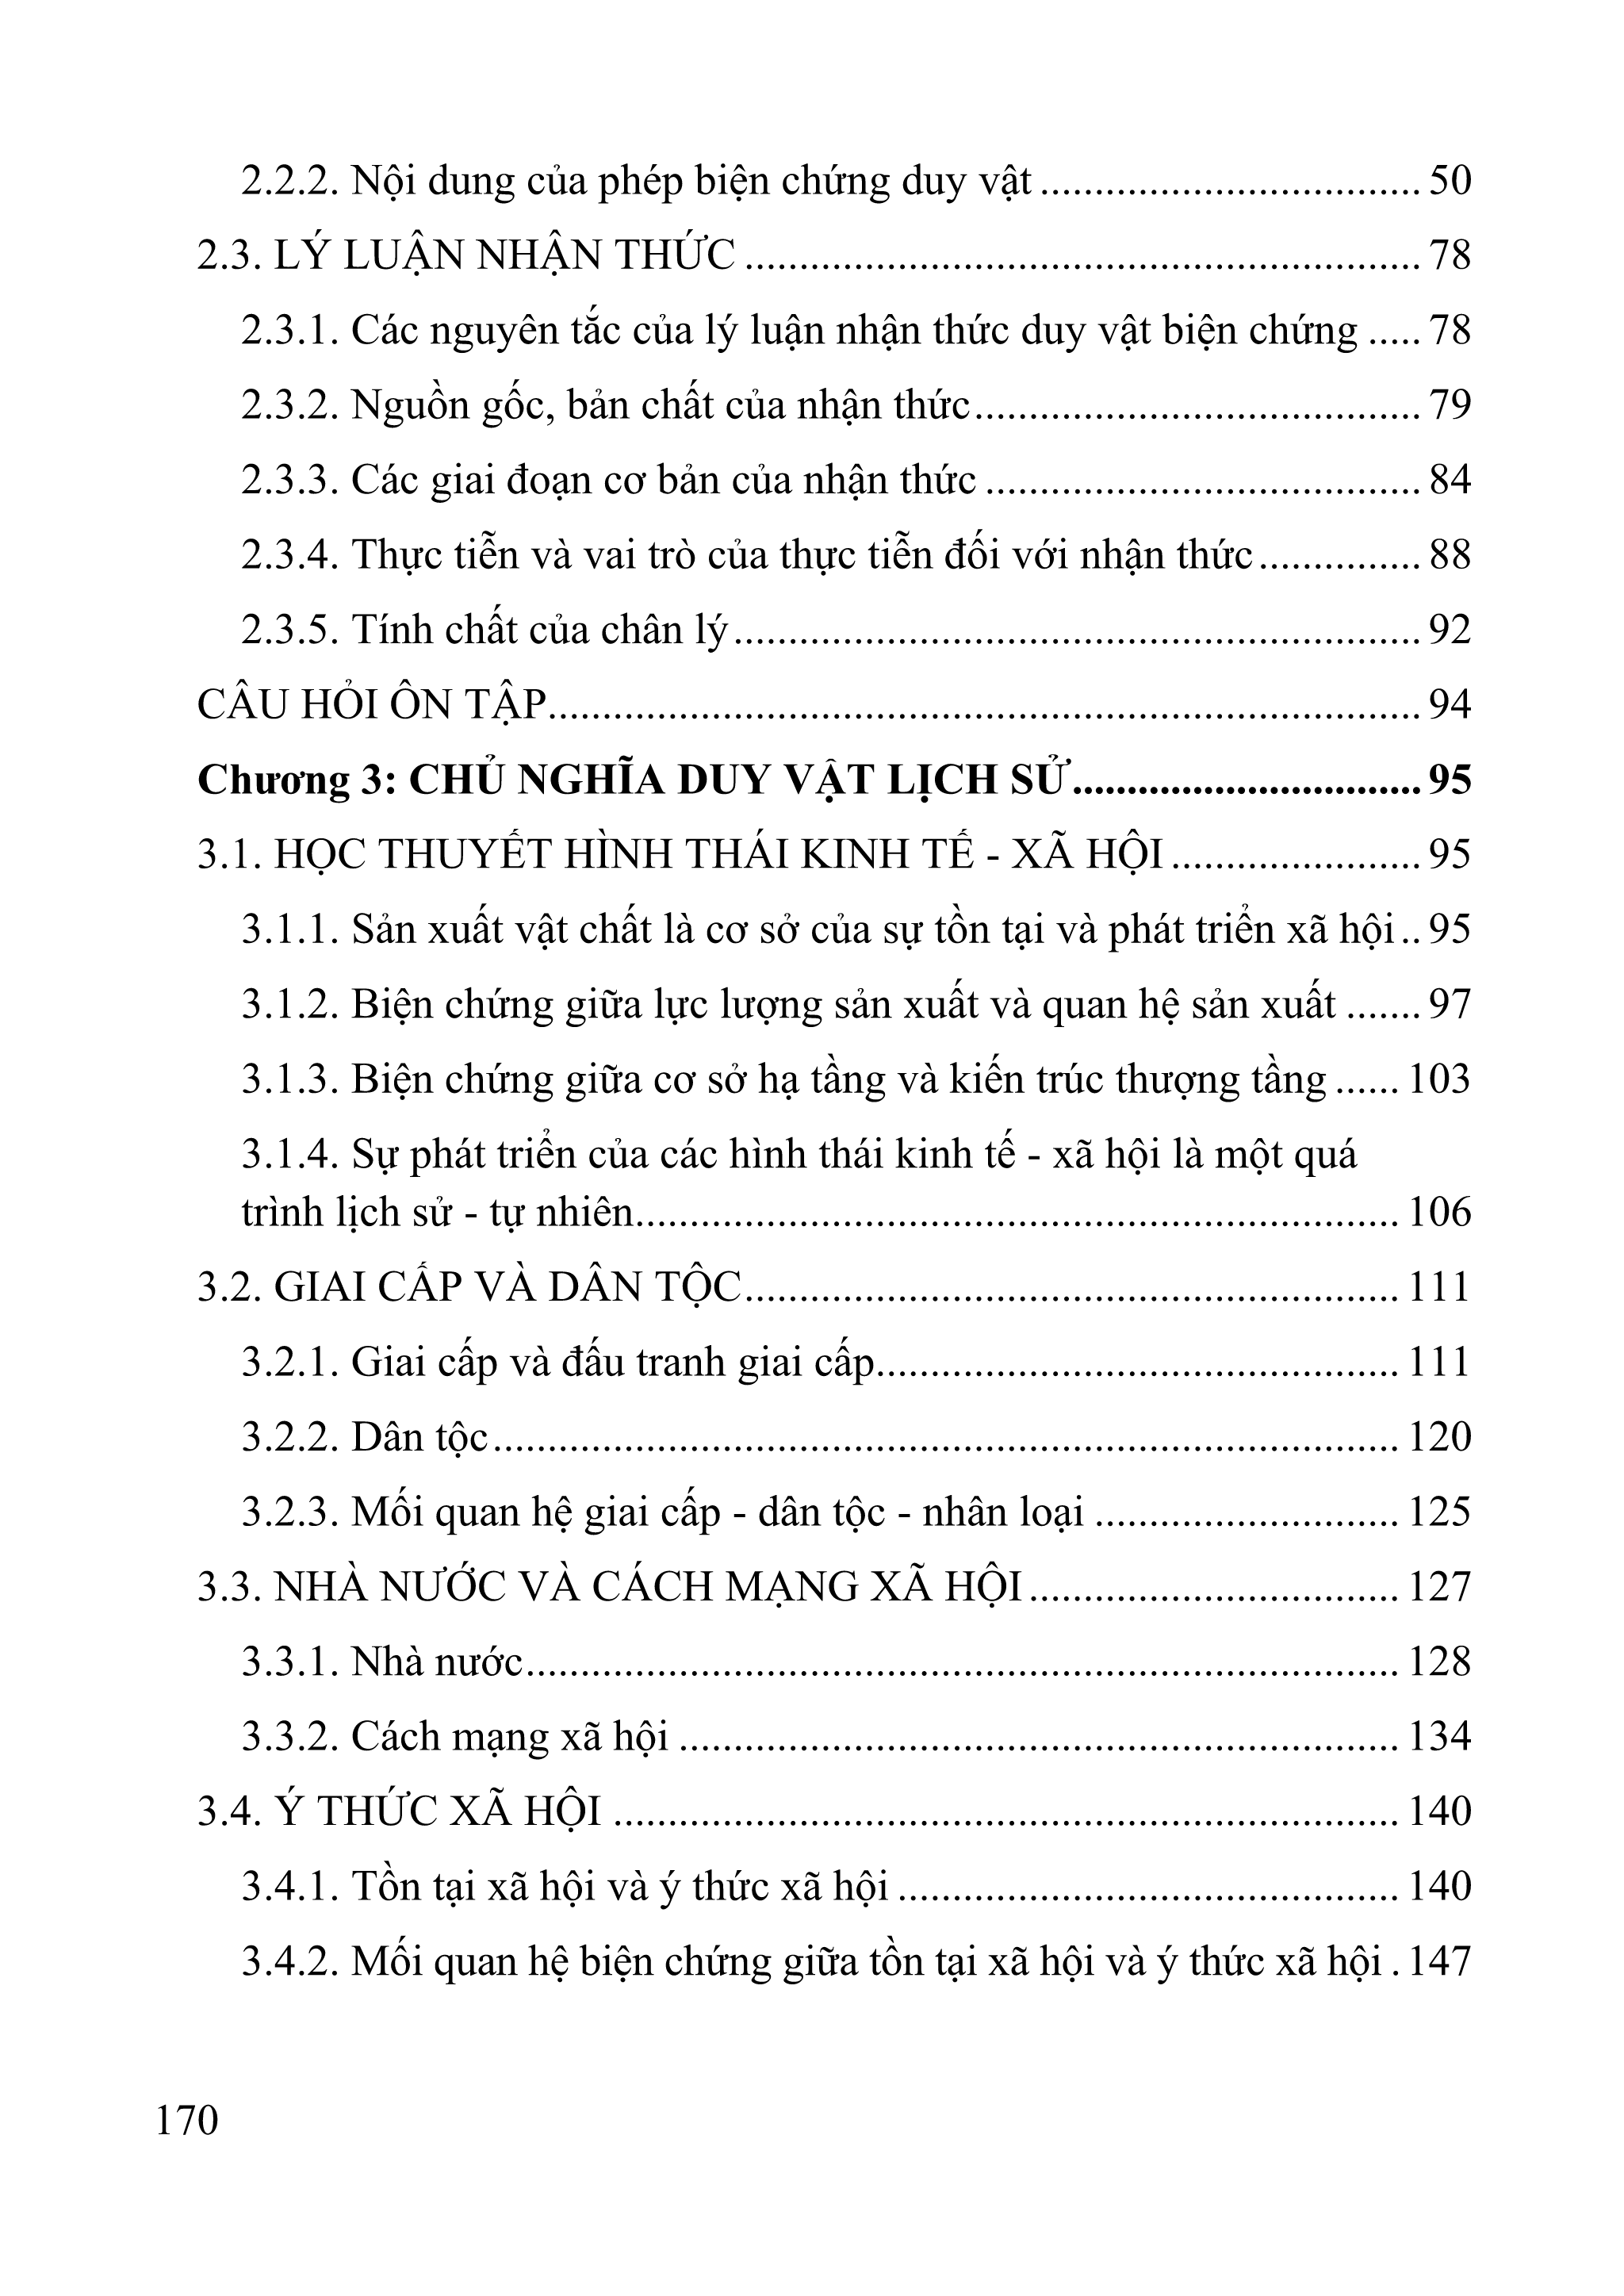 2.2.2. Nội dung của phép biện chứng duy vật ................................... 50
2.3. LÝ LUẬN NHẬN THỨC .............................................................. 78
2.3.1. Các nguyên tắc của lý luận nhận thức duy vật biện chứng ..... 78
2.3.2. Nguồn gốc, bản chất của nhận thức......................................... 79
2.3.3. Các giai đoạn cơ bản của nhận thức ........................................ 84
2.3.4. Thực tiễn và vai trò của thực tiễn đối với nhận thức ............... 88
2.3.5. Tính chất của chân lý............................................................... 92
CÂU HỎI ÔN TẬP................................................................................ 94
Chương 3: CHỦ NGHĨA DUY VẬT LỊCH SỬ................................ 95
3.1. HỌC THUYẾT HÌNH THÁI KINH TẾ - XÃ HỘI ....................... 95
3.1.1. Sản xuất vật chất là cơ sở của sự tồn tại và phát triển xã hội .. 95
3.1.2. Biện chứng giữa lực lượng sản xuất và quan hệ sản xuất ....... 97
3.1.3. Biện chứng giữa cơ sở hạ tầng và kiến trúc thượng tầng ...... 103
3.1.4. Sự phát triển của các hình thái kinh tế - xã hội là một quá
trình lịch sử - tự nhiên...................................................................... 106
3.2. GIAI CẤP VÀ DÂN TỘC............................................................ 111
3.2.1. Giai cấp và đấu tranh giai cấp................................................ 111
3.2.2. Dân tộc ................................................................................... 120
3.2.3. Mối quan hệ giai cấp - dân tộc - nhân loại ............................ 125
3.3. NHÀ NƯỚC VÀ CÁCH MẠNG XÃ HỘI .................................. 127
3.3.1. Nhà nước................................................................................ 128
3.3.2. Cách mạng xã hội .................................................................. 134
3.4. Ý THỨC XÃ HỘI ........................................................................ 140
3.4.1. Tồn tại xã hội và ý thức xã hội .............................................. 140
3.4.2. Mối quan hệ biện chứng giữa tồn tại xã hội và ý thức xã hội . 147
170